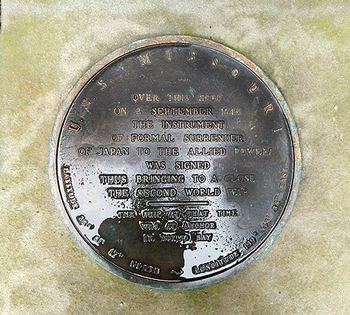 U.S.S. MISSOURI
OVER THIS SPOT
ON 2 SEPTEMBER 1945
THE INSTRUMENT
OF FORMAL SURRENDER
OF JAPAN TO THE ALLIED POWERS
WAS SIGNED
THUS BRINGING TO A CLOSE
THE SECOND WORLD WAR
THE SHIP AT THAT TIME
WAS AT ANCHOR
IN TOKYO BAY
LATITUDE NORTH ~ LONGITUDE